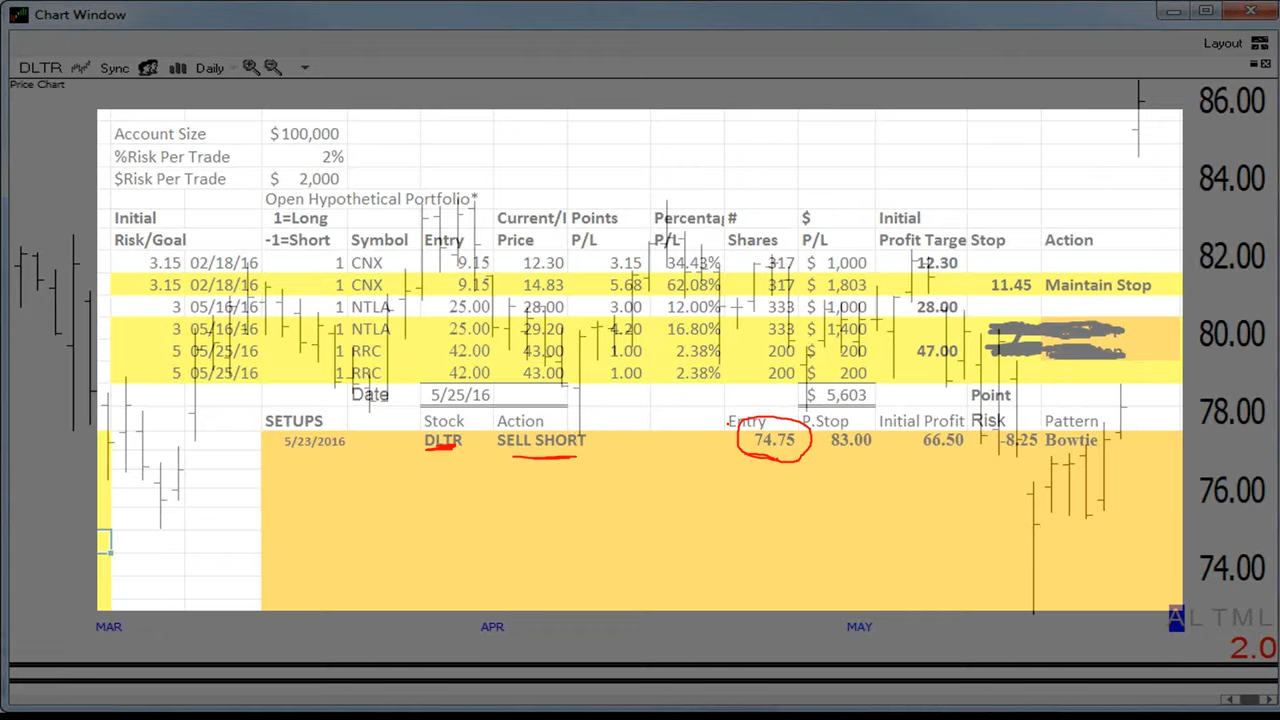 Chart Window
Layout
DLTR Sync Daily
Price Chart
86.00
84.00
82.00
80.00
78.00
76.00
74.00
Account Size $100,000
%Risk Per Trade 2%
$Risk Per Trade $ 2,000
Open Hypothetical Portfolio*
Initial 1=Long Current/I Points Percentag # $ Initial
Risk/Goal -1=Short Symbol Entry Price P/L P/L Shares P/L Profit Targe Stop Action
3.15 02/18/16 1 CNX 9.15 12.30 3.15 34.43% 317 $ 1,000 12.30
3.15 02/18/16 1 CNX 9.15 14.83 5.68 62.08% 317 $ 1,803 11.45 Maintain Stop
3 05/16/16 1 NTLA 25.00 28.00 3.00 12.00% 333 $ 1,000 28.00
3 05/16/16 1 NTLA 25.00 29.20 4.20 16.80% 333 $ 1,400
5 05/25/16 1 RRC 42.00 43.00 1.00 2.38% 200 $ 200 47.00
5 05/25/16 1 RRC 42.00 43.00 1.00 2.38% 200 $ 200
Date 5/25/16 $ 5,603 Point
SETUPS Stock Action Entry P.Stop Initial Profit Risk Pattern
5/23/2016 DLTR SELL SHORT 74.75 83.00 66.50 -8.25 Bowtie
MAR APR MAY
A L T M L
2.0